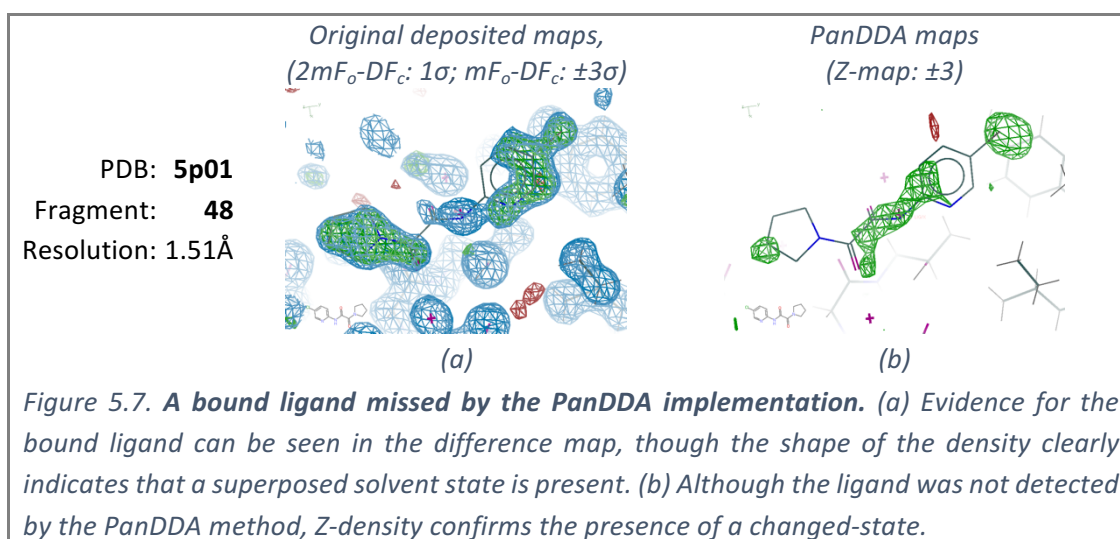 Original deposited maps,
(2mFo-DFc: 1σ; mFo-DFc: ±3σ)
PanDDA maps
(Z-map: ±3)
PDB: 5p01
Fragment: 48
Resolution: 1.51Å
(a)
(b)
Figure 5.7. A bound ligand missed by the PanDDA implementation. (a) Evidence for the
bound ligand can be seen in the difference map, though the shape of the density clearly
indicates that a superposed solvent state is present. (b) Although the ligand was not detected
by the PanDDA method, Z-density confirms the presence of a changed-state.